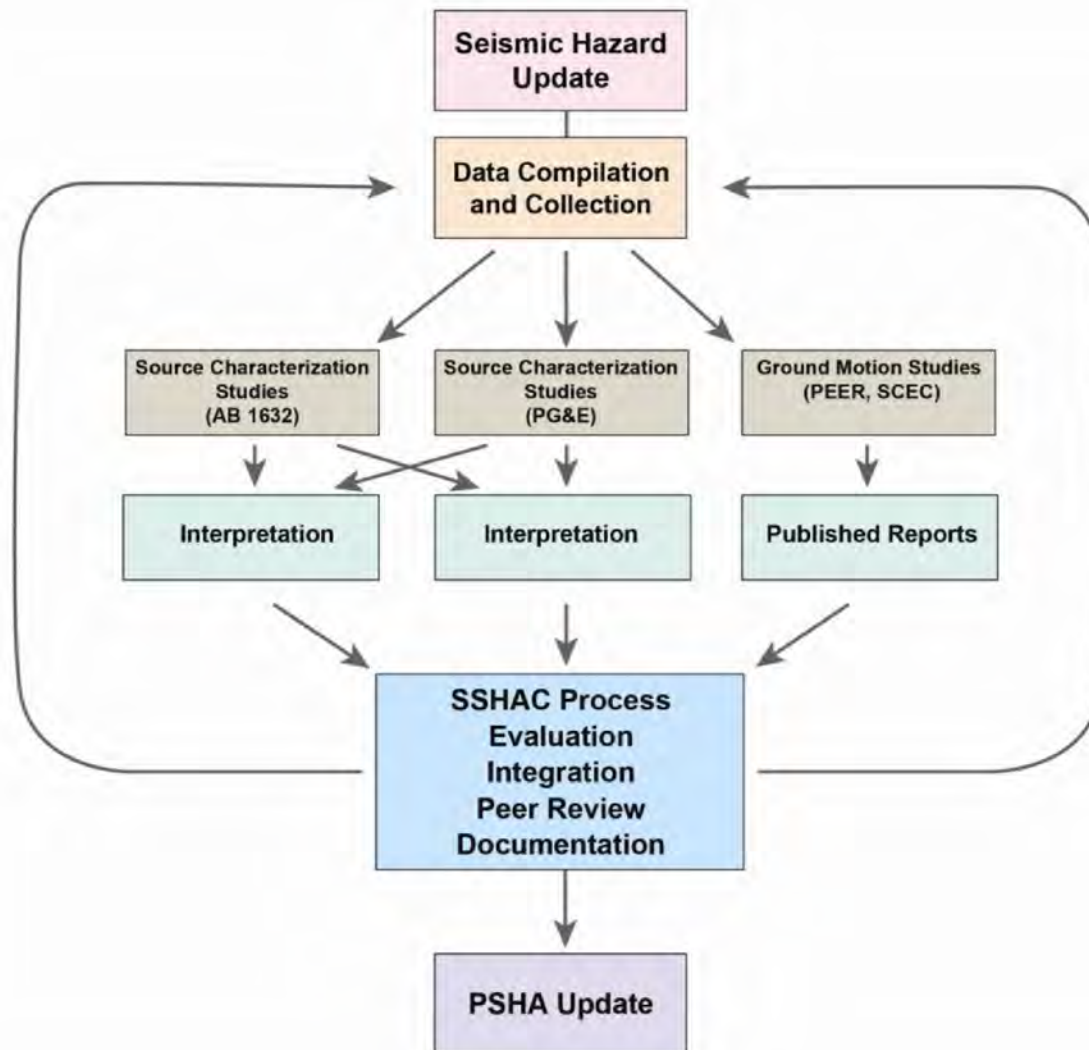 Seismic Hazard
Update
Data Compilation
and Collection
Source Characterization
Studies
(AB 1632)
Source Characterization
Studies
(PG&E)
Ground Motion Studies
(PEER, SCEC)
Interpretation
Interpretation
Published Reports
SSHAC Process
Evaluation
Integration
Peer Review
Documentation
PSHA Update